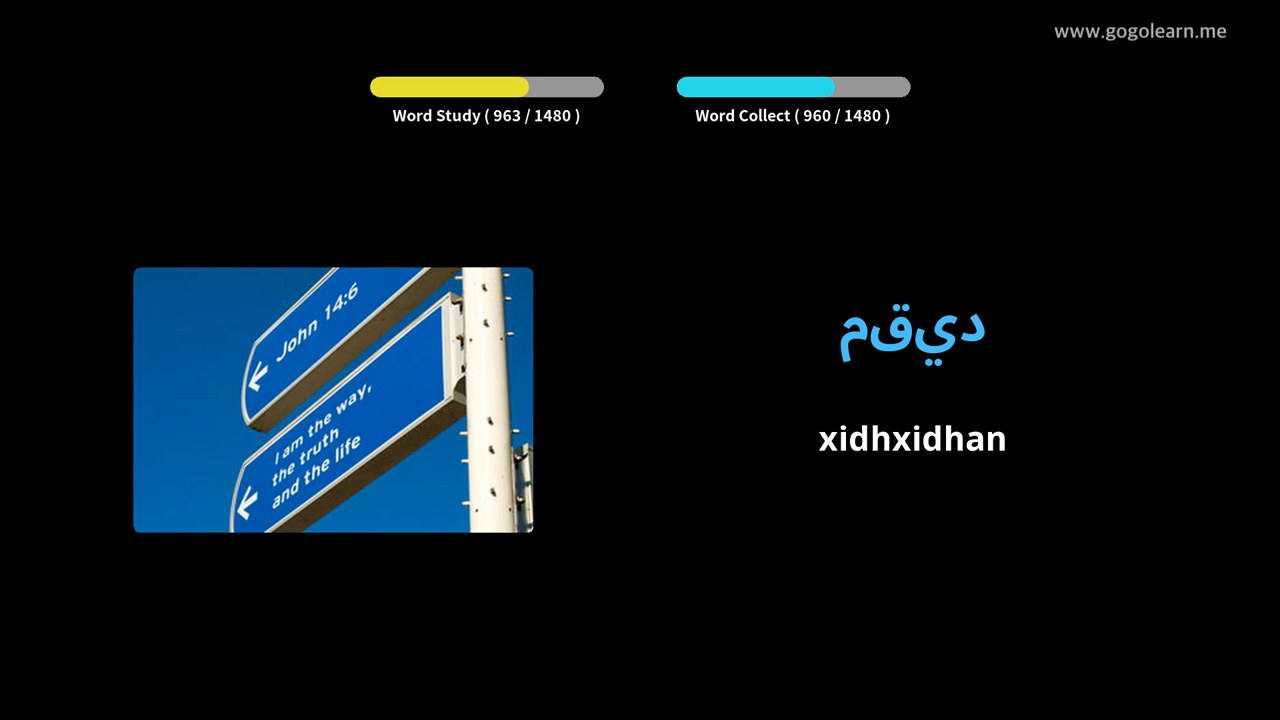 www.gogolearn.me
Word Study ( 963 / 1480 )
Word Collect ( 960 / 1480 )
John 14:6
I am the way,
the truth
and the life
ديقم
xidhxidhan